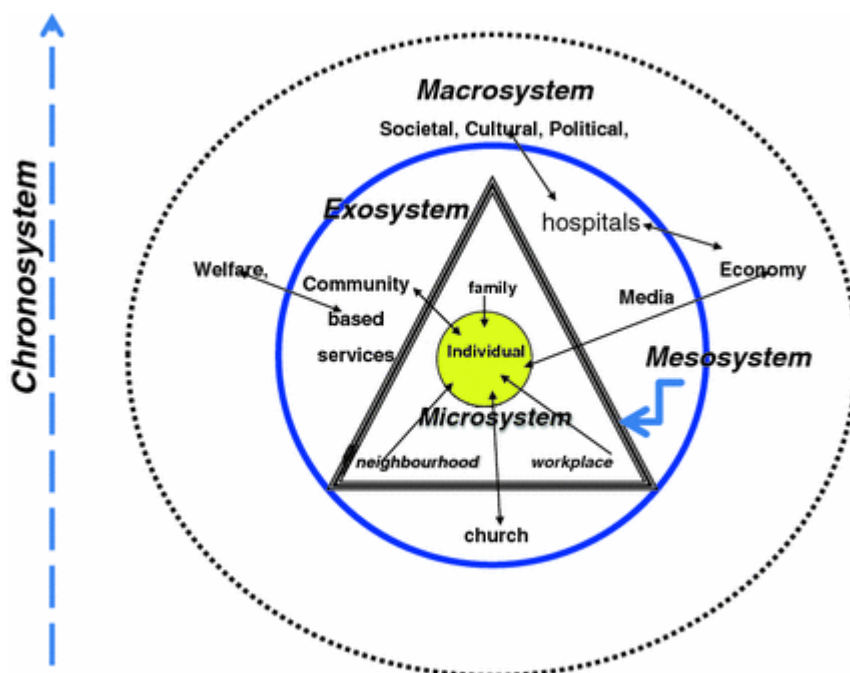 Chronosystem
Macrosystem
Societal, Cultural, Political,
Exosystem
hospitals
Welfare,
Economy
Community
based
services
family
Media
Individual
Mesosystem
Microsystem
neighbourhood
workplace
church